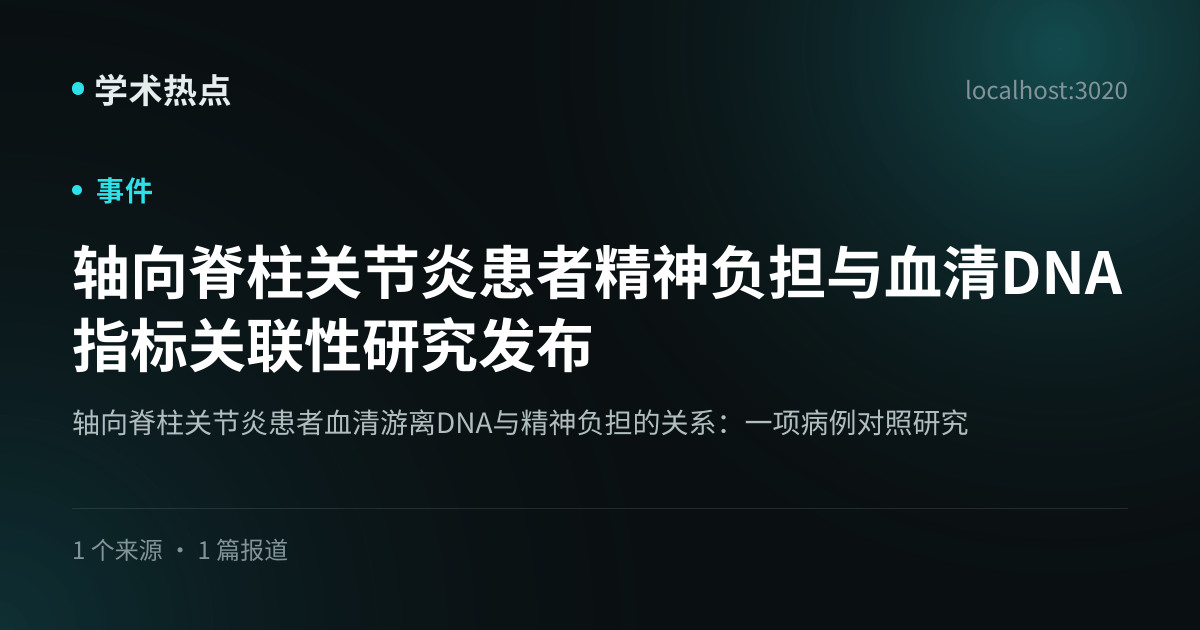 学术热点
localhost:3020
事件
轴向脊柱关节炎患者精神负担与血清DNA
指标关联性研究发布
轴向脊柱关节炎患者血清游离DNA与精神负担的关系：一项病例对照研究
1 个来源 · 1 篇报道